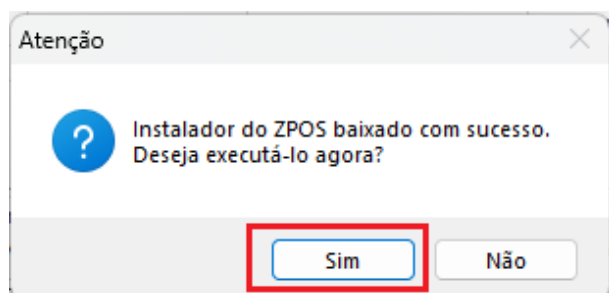 Atenção
Instalador do ZPOS baixado com sucesso.
Deseja executá-lo agora?
Sim
Não